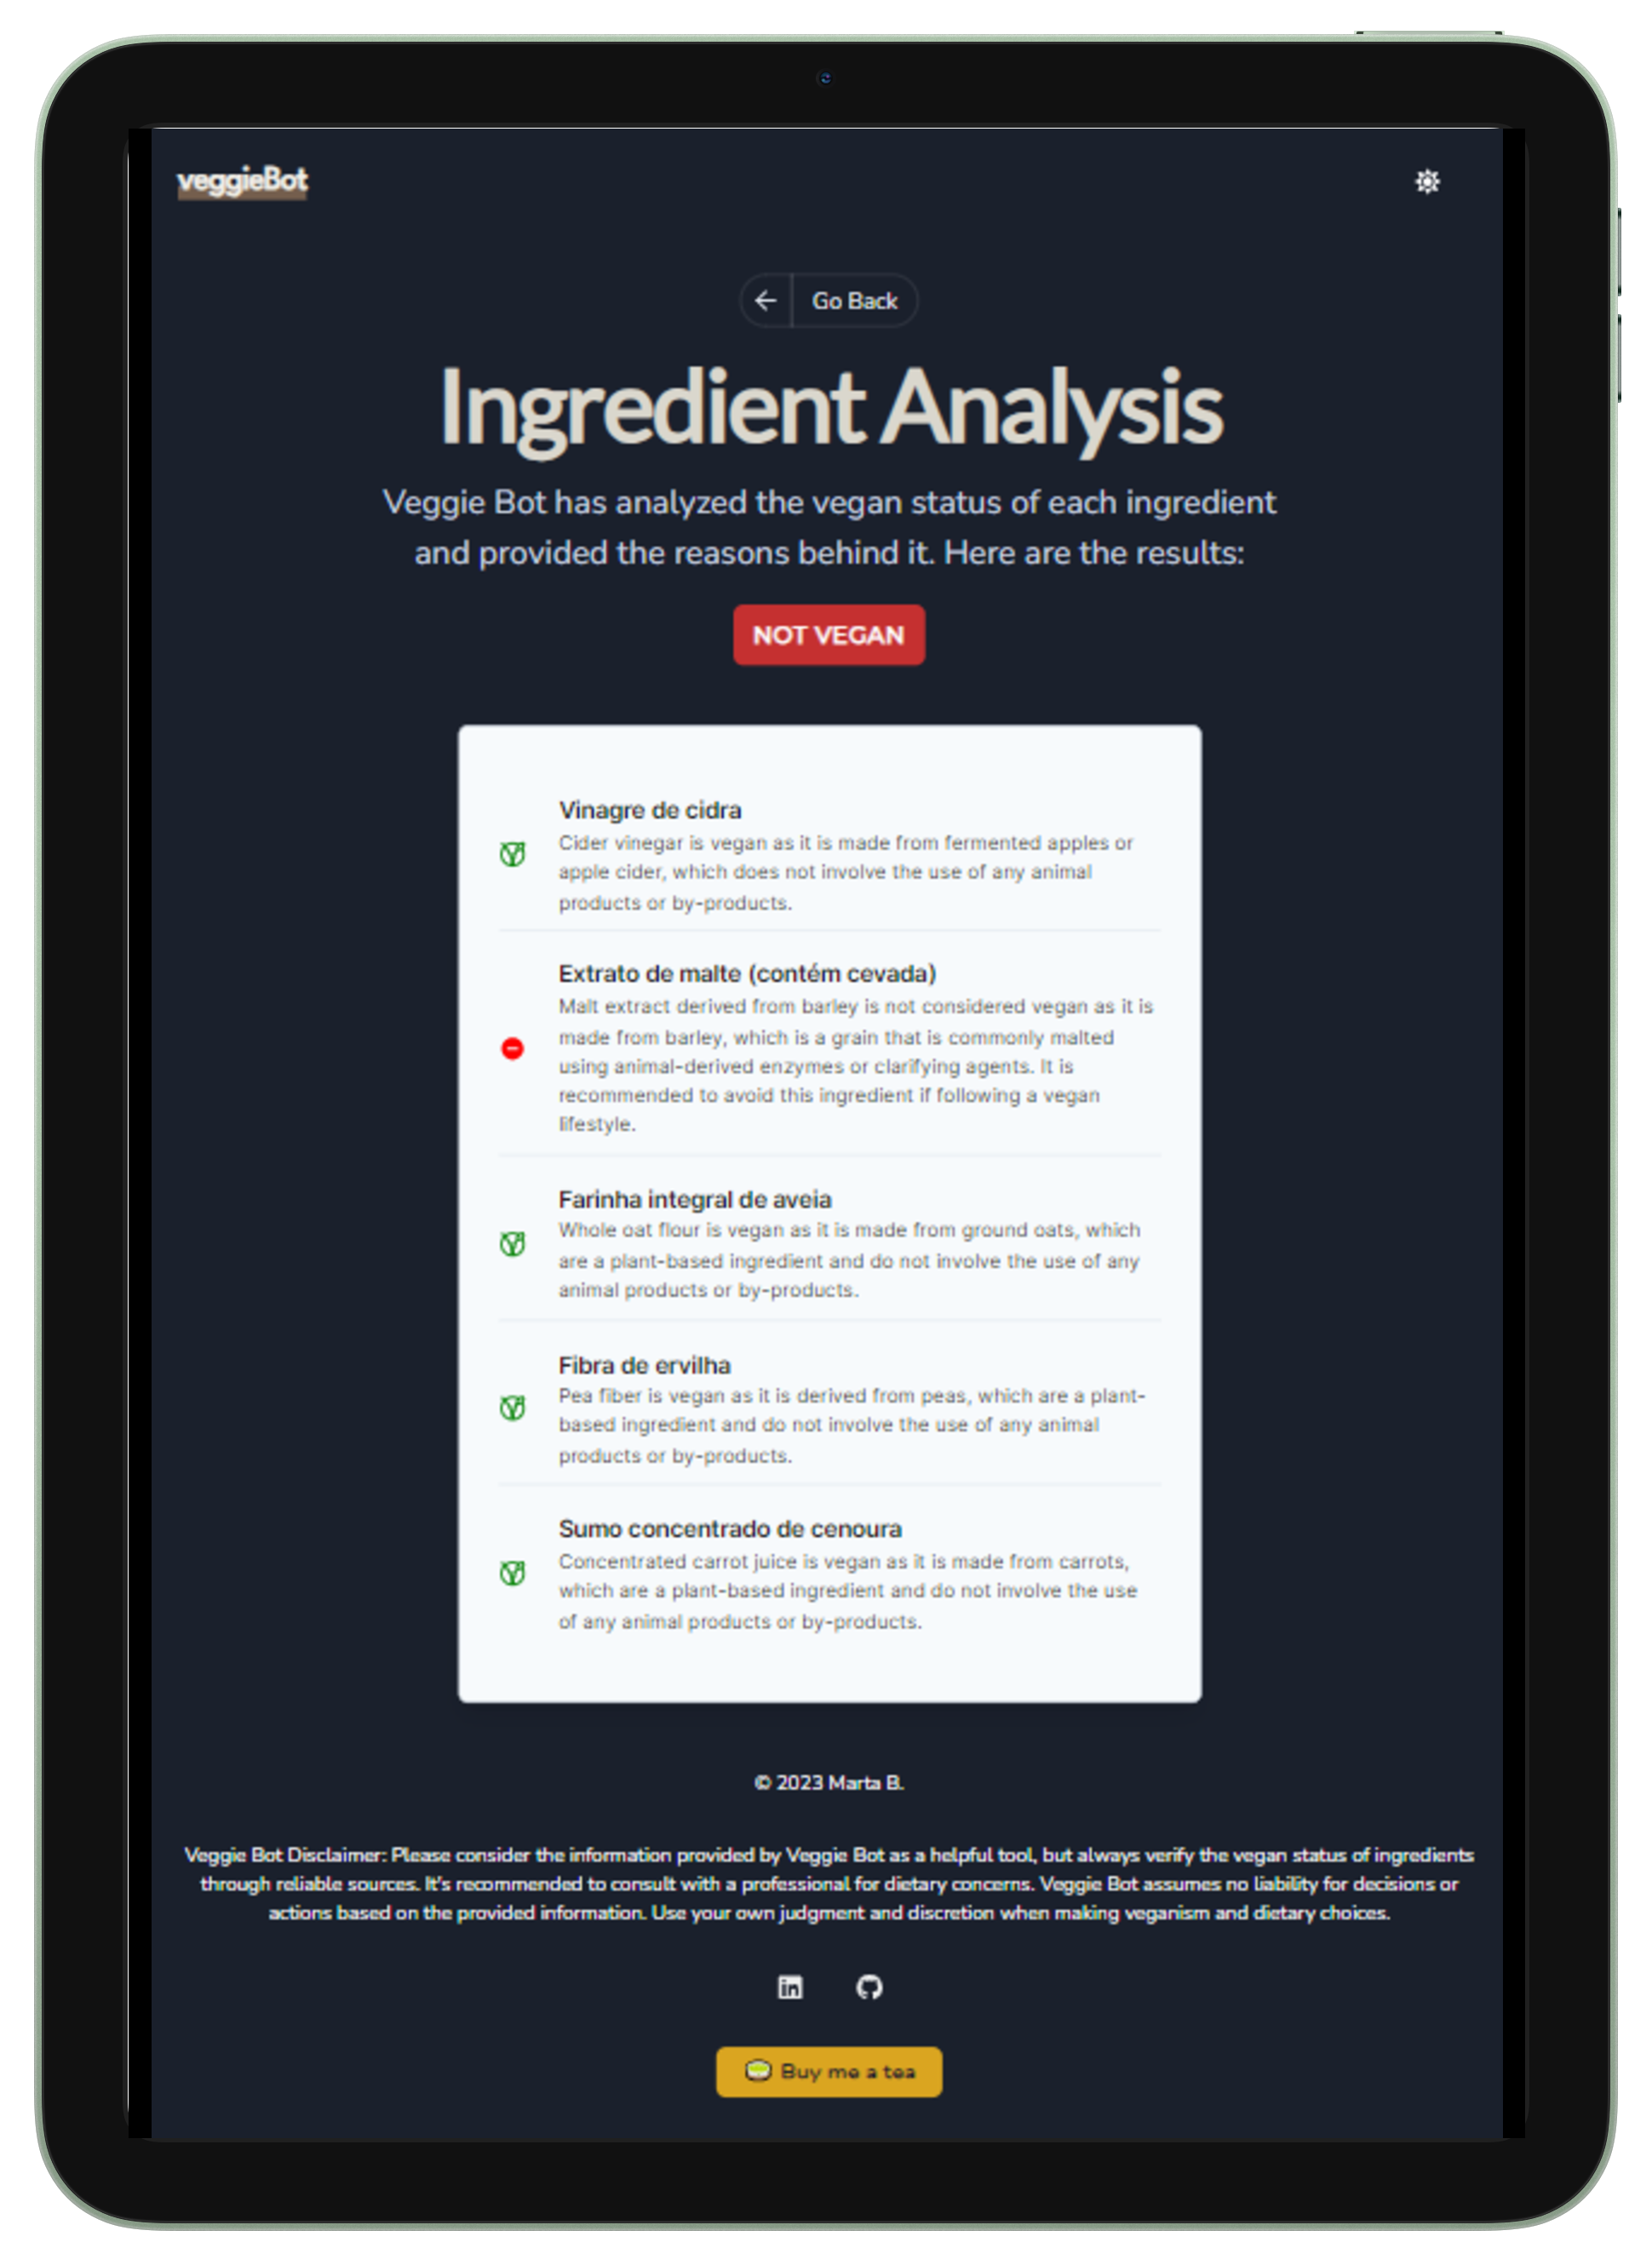 veggieBot
Go Back
Ingredient Analysis
Veggie Bot has analyzed the vegan status of each ingredient
and provided the reasons behind it. Here are the results:
NOT VEGAN
Vinagre de cidra
Cider vinegar is vegan as it is made from fermented apples or
apple cider, which does not involve the use of any animal
products or by-products.
Extrato de malte (contém cevada)
Malt extract derived from barley is not considered vegan as it is
made from barley, which is a grain that is commonly malted
using animal-derived enzymes or clarifying agents. It is
recommended to avoid this ingredient if following a vegan
lifestyle.
Farinha integral de aveia
Whole oat flour is vegan as it is made from ground oats, which
are a plant-based ingredient and do not involve the use of any
animal products or by-products.
Fibra de ervilha
Pea fiber is vegan as it is derived from peas, which are a plant-
based ingredient and do not involve the use of any animal
products or by-products.
Sumo concentrado de cenoura
Concentrated carrot juice is vegan as it is made from carrots,
which are a plant-based ingredient and do not involve the use
of any animal products or by-products.
© 2023 Marta B.
Veggie Bot Disclaimer: Please consider the information provided by Veggie Bot as a helpful tool, but always verify the vegan status of ingredients
through reliable sources. It's recommended to consult with a professional for dietary concerns. Veggie Bot assumes no liability for decisions or
actions based on the provided information. Use your own judgment and discretion when making veganism and dietary choices.
in
Buy me a tea